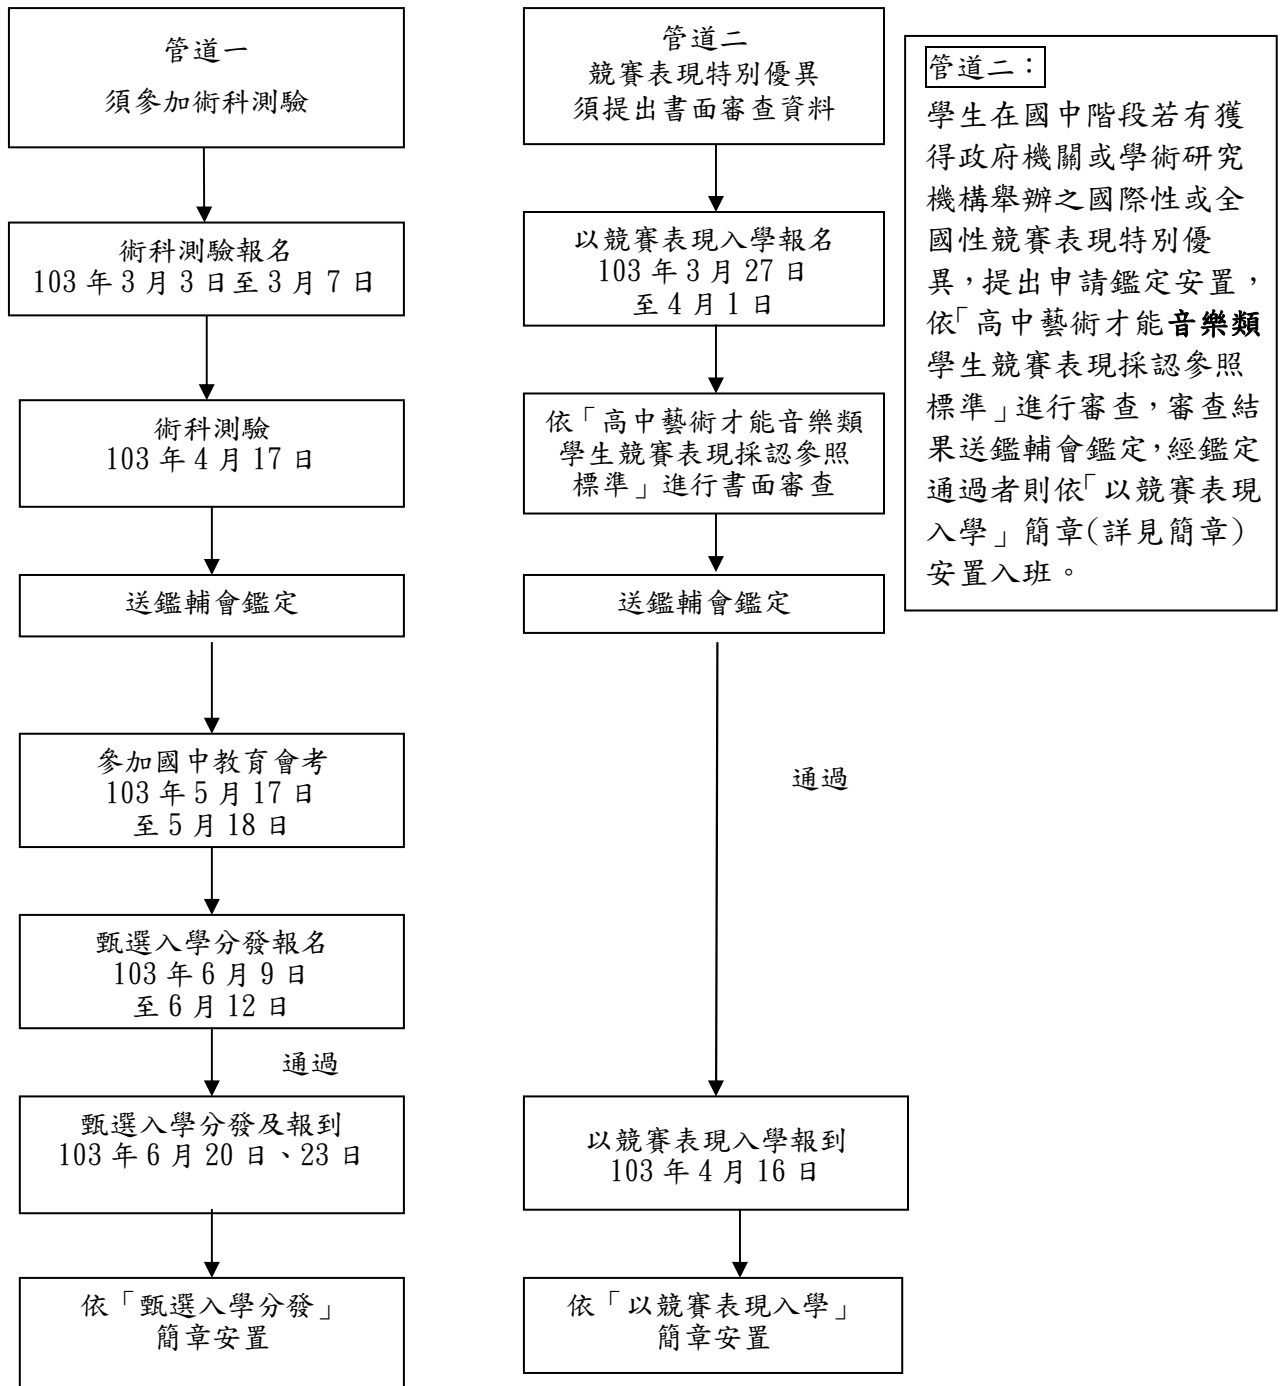 管道一
須參加術科測驗
術科測驗報名
103 年 3 月 3 日至 3 月 7 日
術科測驗
103 年 4 月 17 日
送鑑輔會鑑定
參加國中教育會考
103 年 5 月 17 日
至 5 月 18 日
甄選入學分發報名
103 年 6 月 9 日
至 6 月 12 日
通過
甄選入學分發及報到
103 年 6 月 20 日、23 日
依「甄選入學分發」
簡章安置
管道二
競賽表現特別優異
須提出書面審查資料
以競賽表現入學報名
103 年 3 月 27 日
至 4 月 1 日
依「高中藝術才能音樂類
學生競賽表現採認參照
標準」進行書面審查
送鑑輔會鑑定
通過
以競賽表現入學報到
103 年 4 月 16 日
依「以競賽表現入學」
簡章安置
管道二：
學生在國中階段若有獲
得政府機關或學術研究
機構舉辦之國際性或全
國性競賽表現特別優
異，提出申請鑑定安置，
依「高中藝術才能音樂類
學生競賽表現採認參照
標準」進行審查，審查結
果送鑑輔會鑑定，經鑑定
通過者則依「以競賽表現
入學」簡章(詳見簡章)
安置入班。